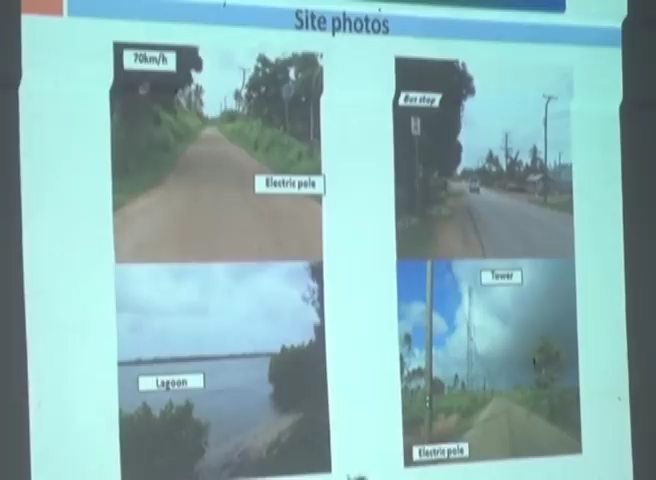 Site photos
70km/h
Electric pole
Bus stop
Lagoon
Tower
Electric pole